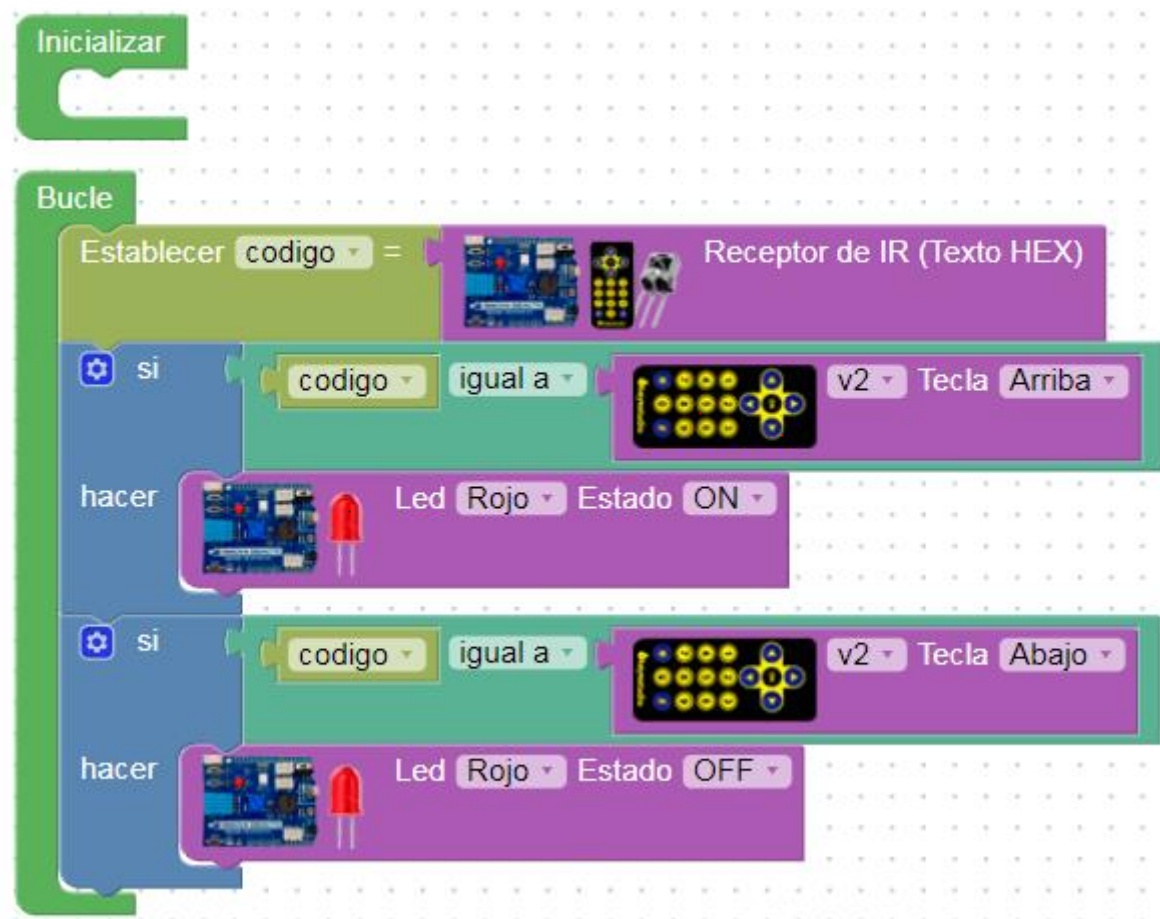 Inicializar
Bucle
Establecer codigo = Receptor de IR (Texto HEX)
si codigo igual a v2 Tecla Arriba
hacer Led Rojo Estado ON
si codigo igual a v2 Tecla Abajo
hacer Led Rojo Estado OFF